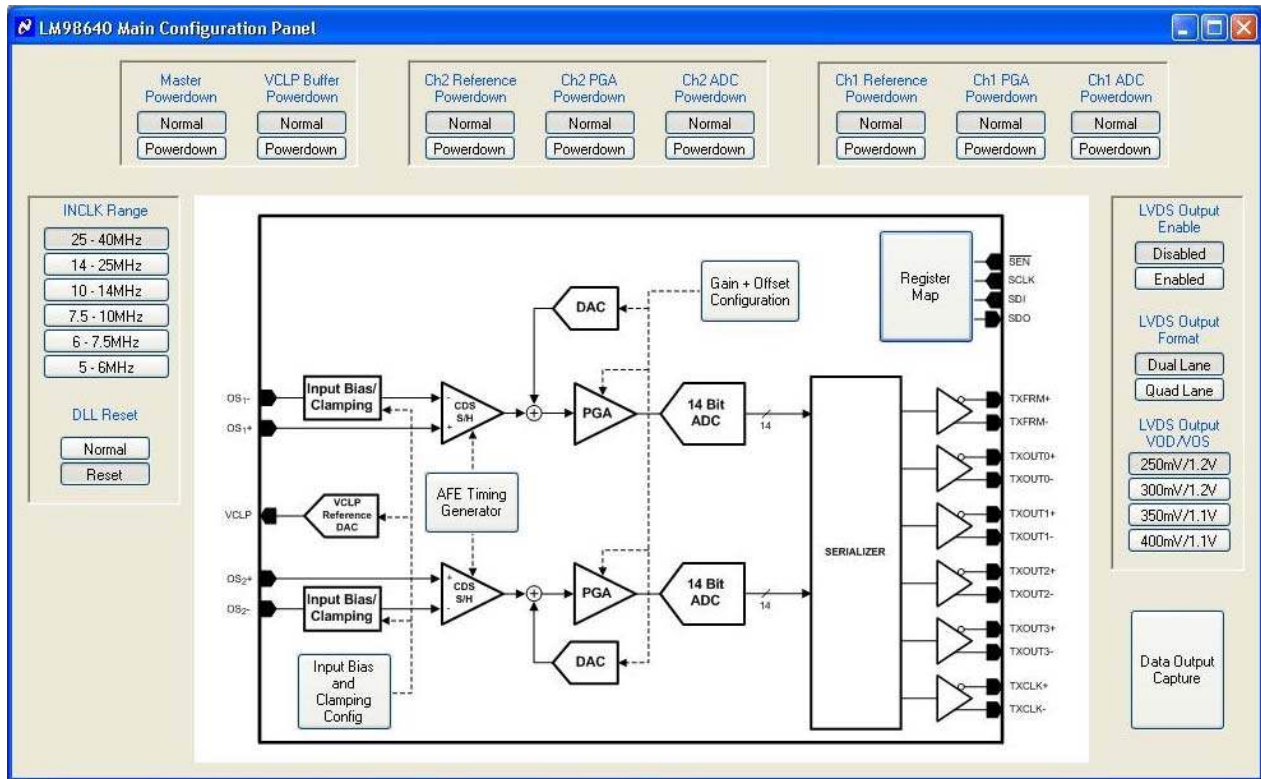 LM98640 Main Configuration Panel
Master
Powerdown
Normal
Powerdown
VCLP Buffer
Powerdown
Normal
Powerdown
Ch2 Reference
Powerdown
Normal
Powerdown
Ch2 PGA
Powerdown
Normal
Powerdown
Ch2 ADC
Powerdown
Normal
Powerdown
Ch1 Reference
Powerdown
Normal
Powerdown
Ch1 PGA
Powerdown
Normal
Powerdown
Ch1 ADC
Powerdown
Normal
Powerdown
INCLK Range
25 - 40MHz
14 - 25MHz
10 - 14MHz
7.5 - 10MHz
6 - 7.5MHz
5 - 6MHz
DLL Reset
Normal
Reset
Gain + Offset
Configuration
Register
Map
SEN
SCLK
SDI
SDO
DAC
OS1-
OS1+
Input Bias/
Clamping
-
CDS
S/H
+
PGA
14 Bit
ADC
14
AFE Timing
Generator
VCLP
VCLP
Reference
DAC
SERIALIZER
OS2+
OS2-
Input Bias/
Clamping
+
CDS
S/H
-
PGA
14 Bit
ADC
14
DAC
Input Bias
and
Clamping
Config
TXFRM+
TXFRM-
TXOUT0+
TXOUT0-
TXOUT1+
TXOUT1-
TXOUT2+
TXOUT2-
TXOUT3+
TXOUT3-
TXCLK+
TXCLK-
LVDS Output
Enable
Disabled
Enabled
LVDS Output
Format
Dual Lane
Quad Lane
LVDS Output
VOD/VOS
250mV/1.2V
300mV/1.2V
350mV/1.1V
400mV/1.1V
Data Output
Capture